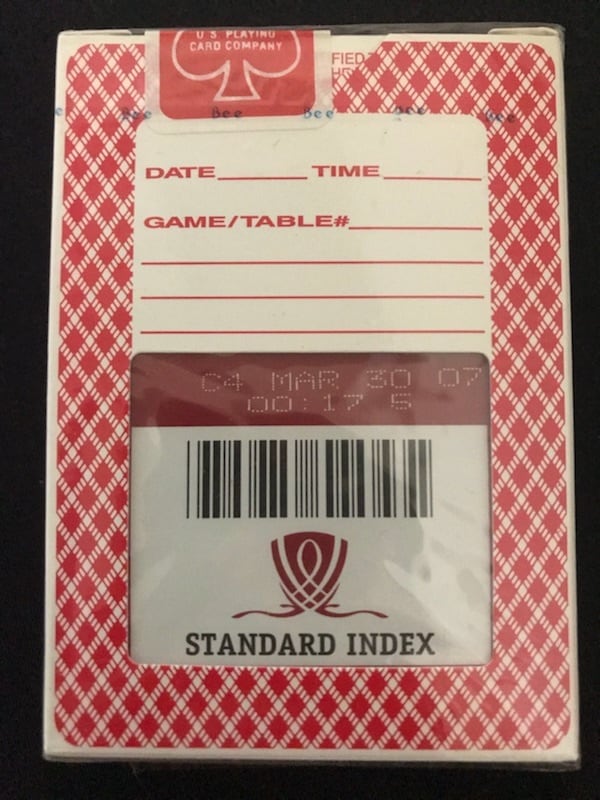 U.S. PLAYING
CARD COMPANY
FIED
Bee Bee Bee Bee Bee
DATE TIME
GAME/TABLE#
C4 MAR 30 07
00:17 5
STANDARD INDEX